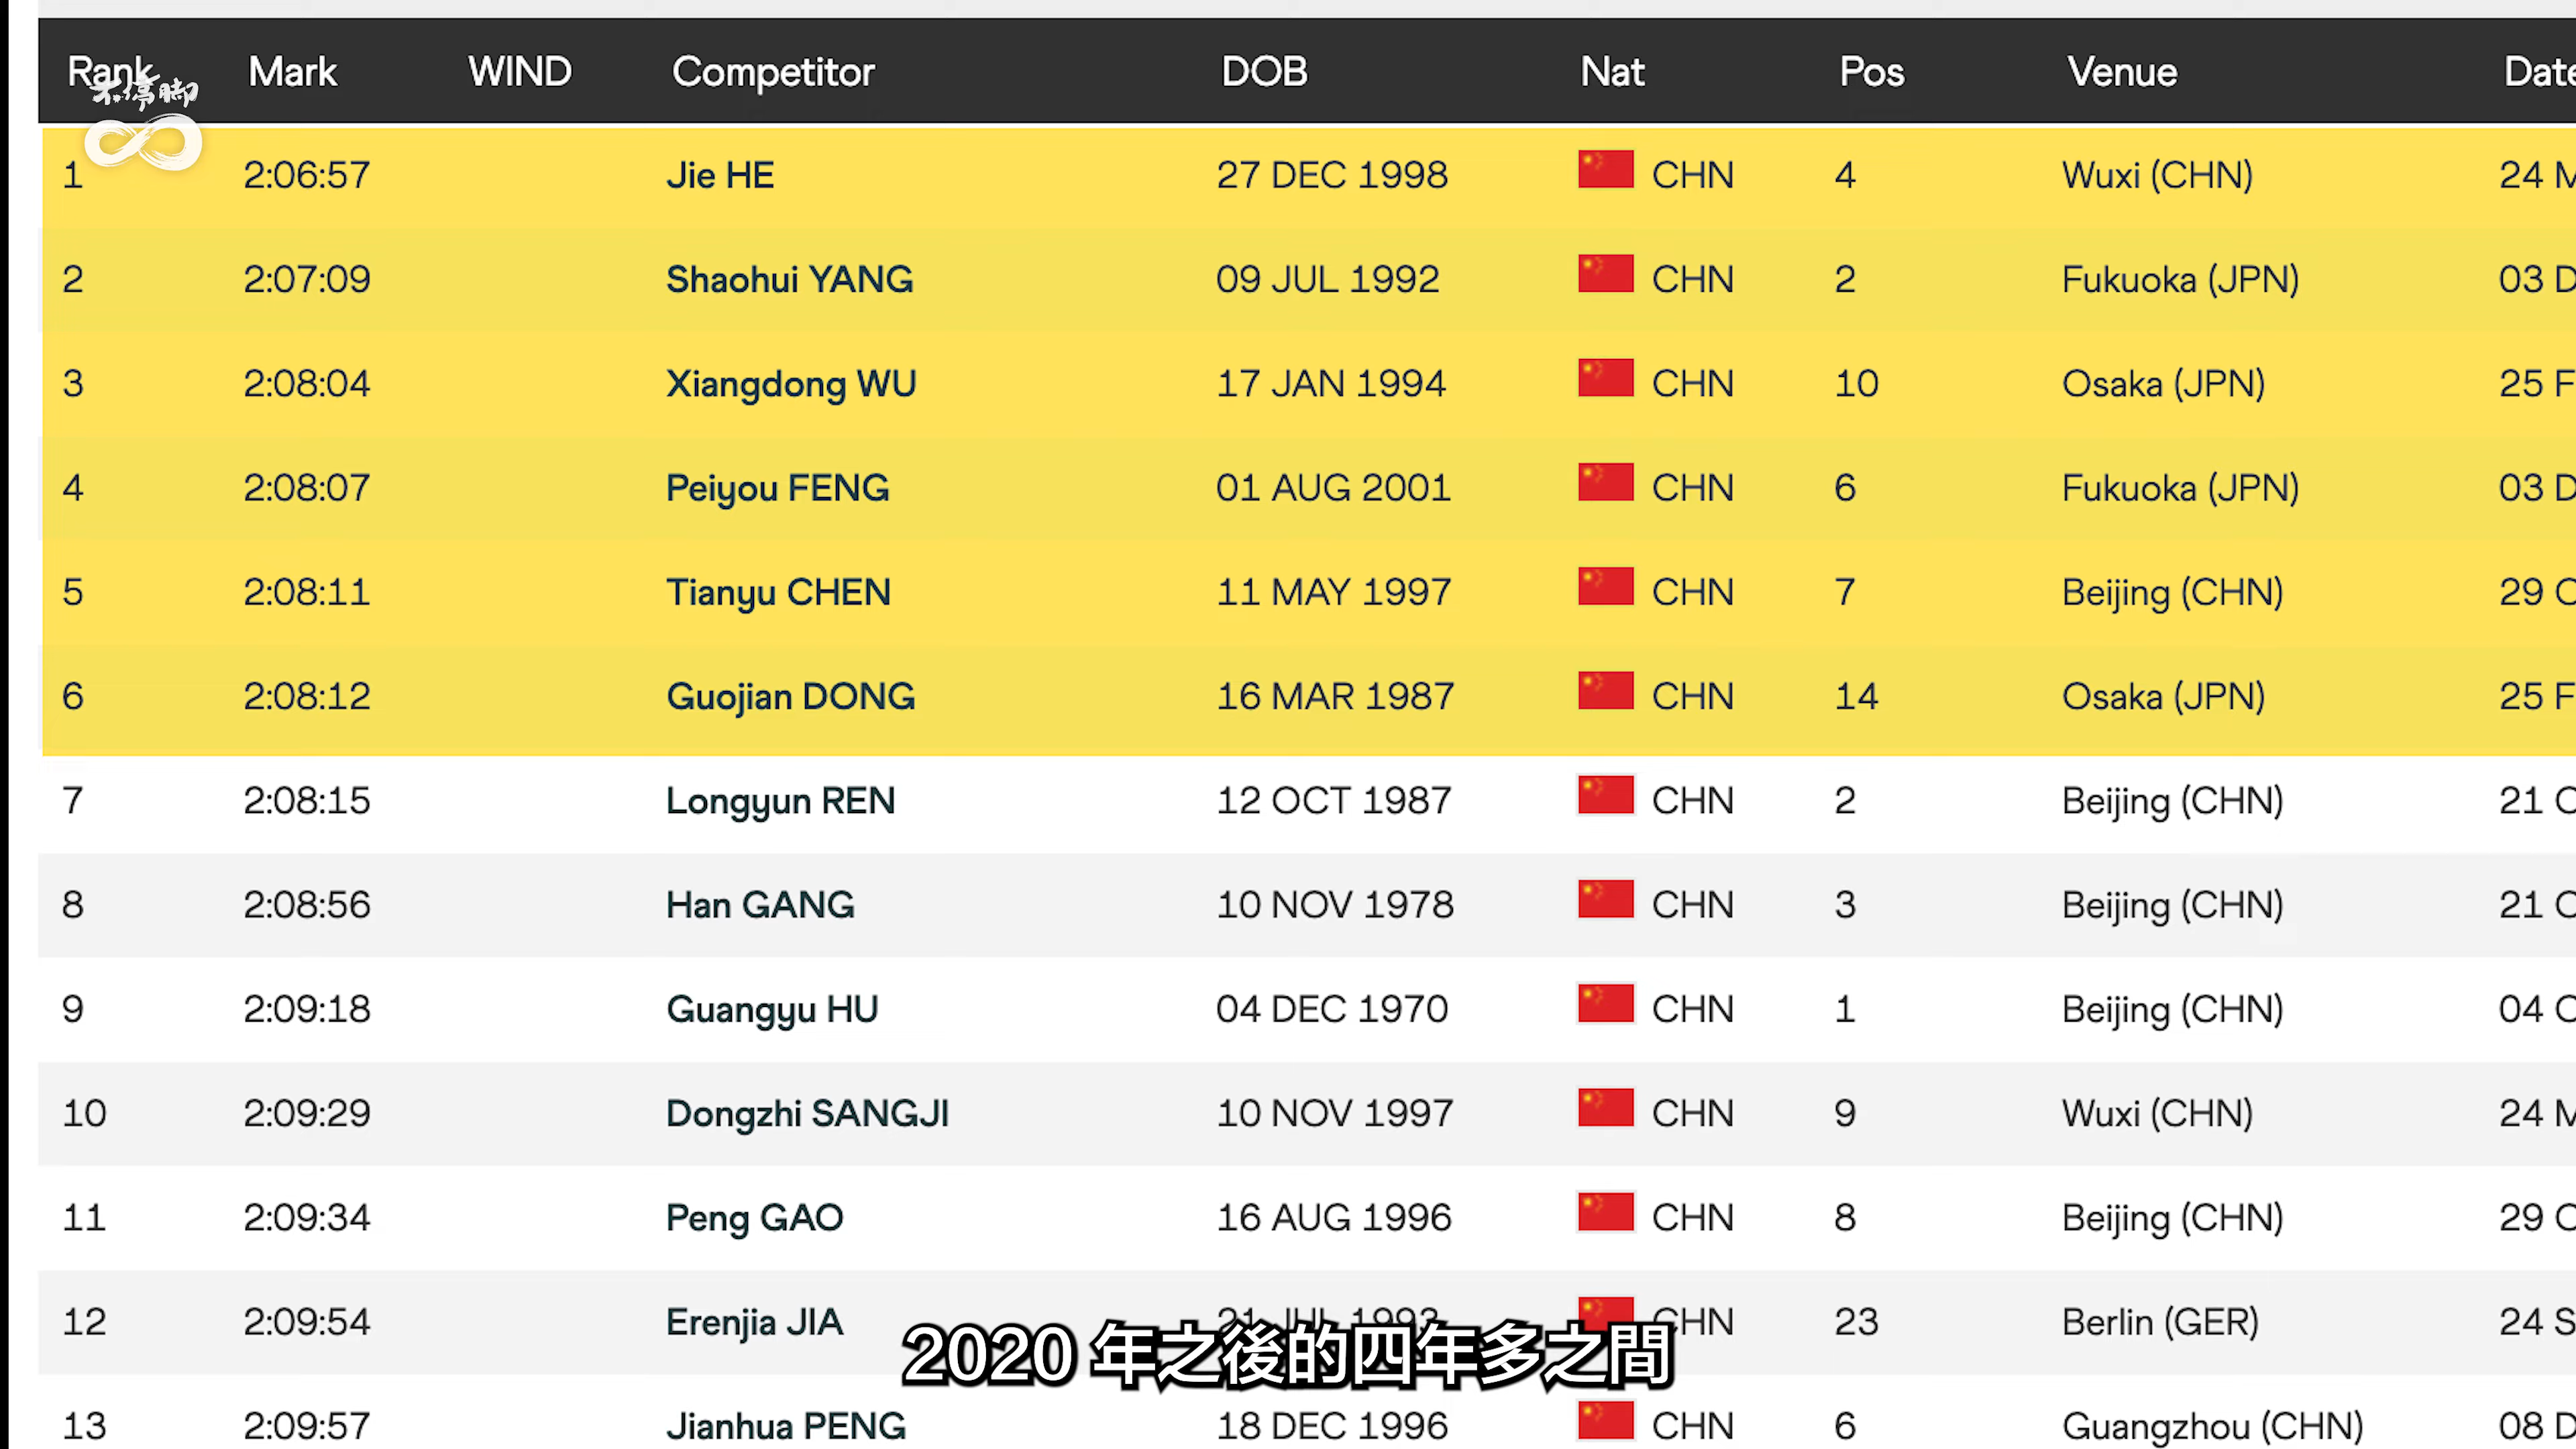 Rank Mark WIND Competitor DOB Nat Pos Venue Date
不停脚
1 2:06:57 Jie HE 27 DEC 1998 CHN 4 Wuxi (CHN) 24 M
2 2:07:09 Shaohui YANG 09 JUL 1992 CHN 2 Fukuoka (JPN) 03 D
3 2:08:04 Xiangdong WU 17 JAN 1994 CHN 10 Osaka (JPN) 25 F
4 2:08:07 Peiyou FENG 01 AUG 2001 CHN 6 Fukuoka (JPN) 03 D
5 2:08:11 Tianyu CHEN 11 MAY 1997 CHN 7 Beijing (CHN) 29 O
6 2:08:12 Guojian DONG 16 MAR 1987 CHN 14 Osaka (JPN) 25 F
7 2:08:15 Longyun REN 12 OCT 1987 CHN 2 Beijing (CHN) 21 O
8 2:08:56 Han GANG 10 NOV 1978 CHN 3 Beijing (CHN) 21 O
9 2:09:18 Guangyu HU 04 DEC 1970 CHN 1 Beijing (CHN) 04 O
10 2:09:29 Dongzhi SANGJI 10 NOV 1997 CHN 9 Wuxi (CHN) 24 M
11 2:09:34 Peng GAO 16 AUG 1996 CHN 8 Beijing (CHN) 29 O
12 2:09:54 Erenjia JIA 21 JUL 1993 CHN 23 Berlin (GER) 24 S
2020 年之後的四年多之間
13 2:09:57 Jianhua PENG 18 DEC 1996 CHN 6 Guangzhou (CHN) 08 D